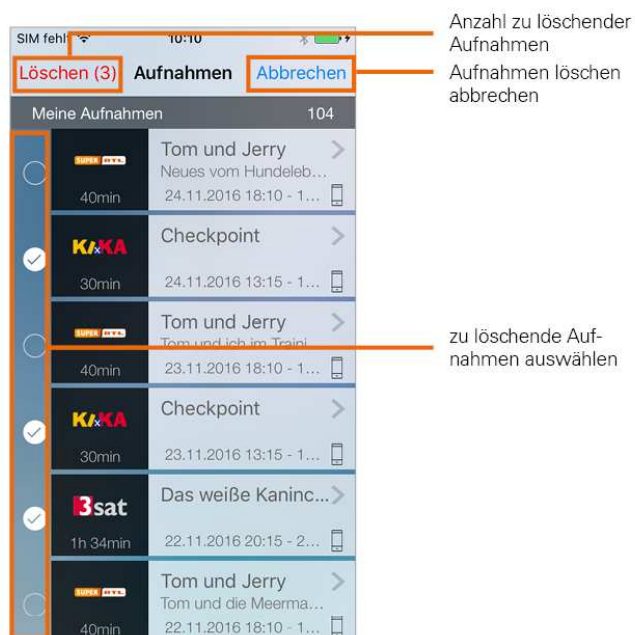 SIM fehlt 10:10
Löschen (3) Aufnahmen Abbrechen
Meine Aufnahmen 104
SUPER RTL
Tom und Jerry
Neues vom Hundeleb...
40min 24.11.2016 18:10 - 1...
KiKA
Checkpoint
30min 24.11.2016 13:15 - 1...
SUPER RTL
Tom und Jerry
Tom und ich im Traini...
40min 23.11.2016 18:10 - 1...
KiKA
Checkpoint
30min 23.11.2016 13:15 - 1...
3sat
Das weiße Kaninc...
1h 34min 22.11.2016 20:15 - 2...
SUPER RTL
Tom und Jerry
Tom und die Meerma...
40min 22.11.2016 18:10 - 1...
Anzahl zu löschender
Aufnahmen
Aufnahmen löschen
abbrechen
zu löschende Auf-
nahmen auswählen